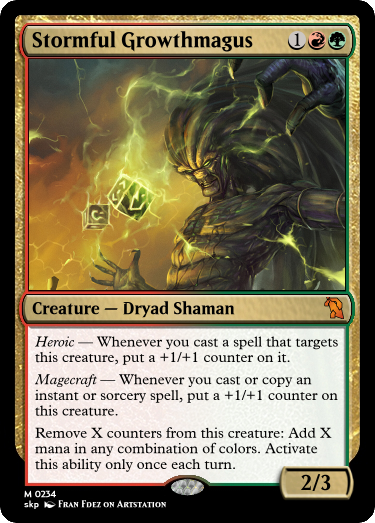 Stormful Growthmagus 1
C
Creature — Dryad Shaman
Heroic — Whenever you cast a spell that targets
this creature, put a +1/+1 counter on it.
Magecraft — Whenever you cast or copy an
instant or sorcery spell, put a +1/+1 counter on
this creature.
Remove X counters from this creature: Add X
mana in any combination of colors. Activate
this ability only once each turn.
2/3
M 0234
skp Fran Fdez on Artstation